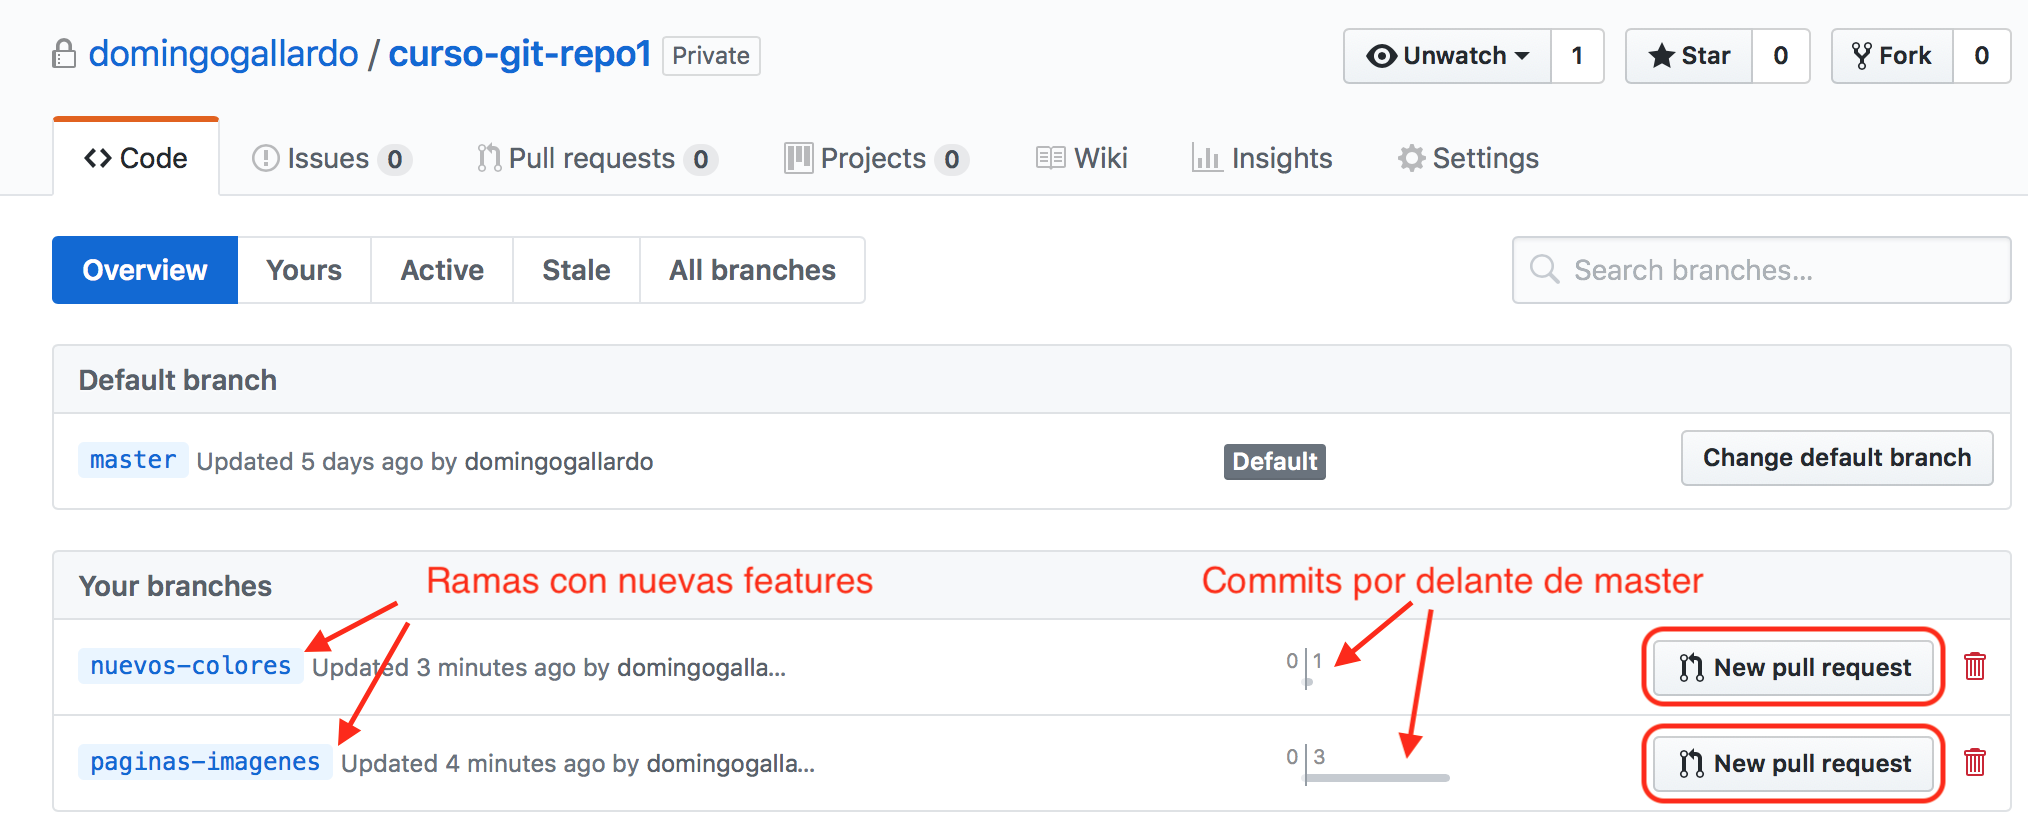 domingogallardo / curso-git-repo1 Private Unwatch 1 Star 0 Fork 0
Code Issues 0 Pull requests 0 Projects 0 Wiki Insights Settings
Overview Yours Active Stale All branches Search branches...
Default branch
master Updated 5 days ago by domingogallardo Default Change default branch
Your branches Ramas con nuevas features Commits por delante de master
nuevos-colores Updated 3 minutes ago by domingogalla... 0 1 New pull request
paginas-imagenes Updated 4 minutes ago by domingogalla... 0 3 New pull request